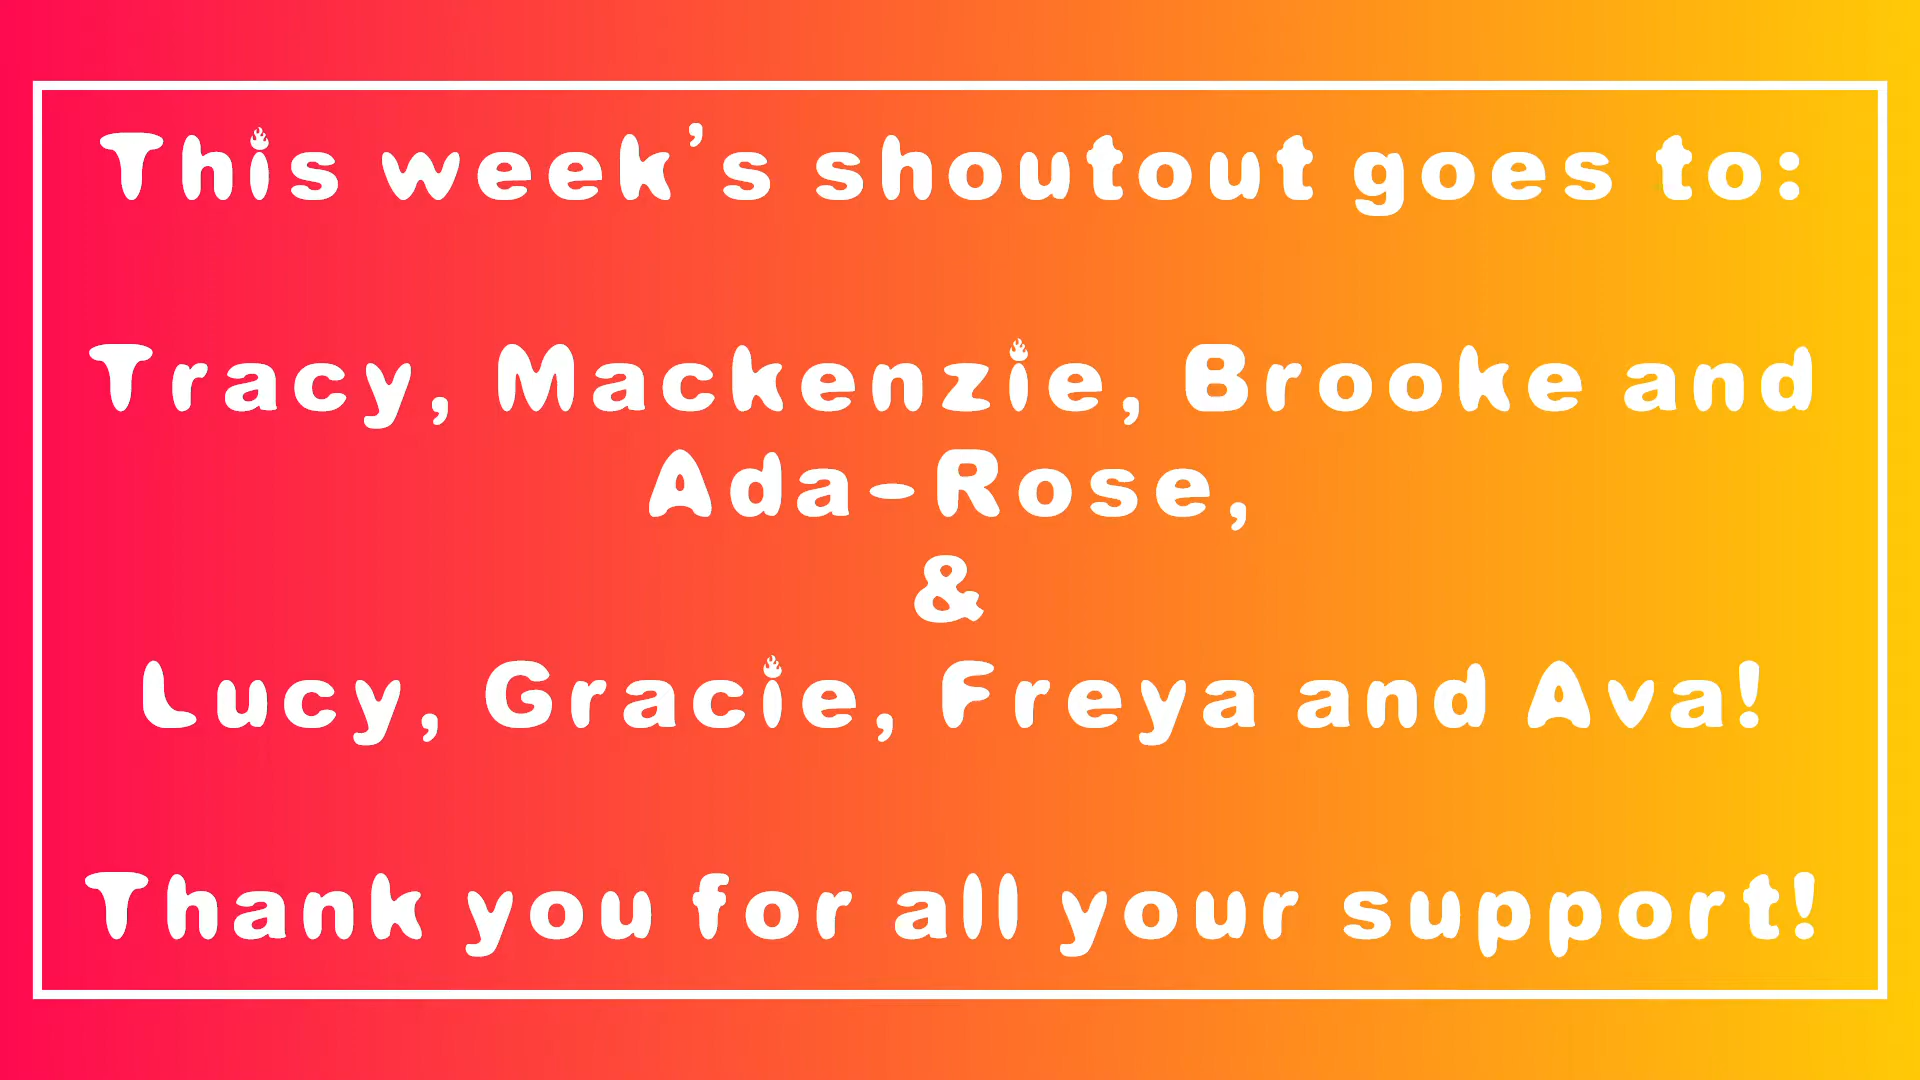 This week’s shoutout goes to:
Tracy, Mackenzie, Brooke and
Ada-Rose,
&
Lucy, Gracie, Freya and Ava!
Thank you for all your support!